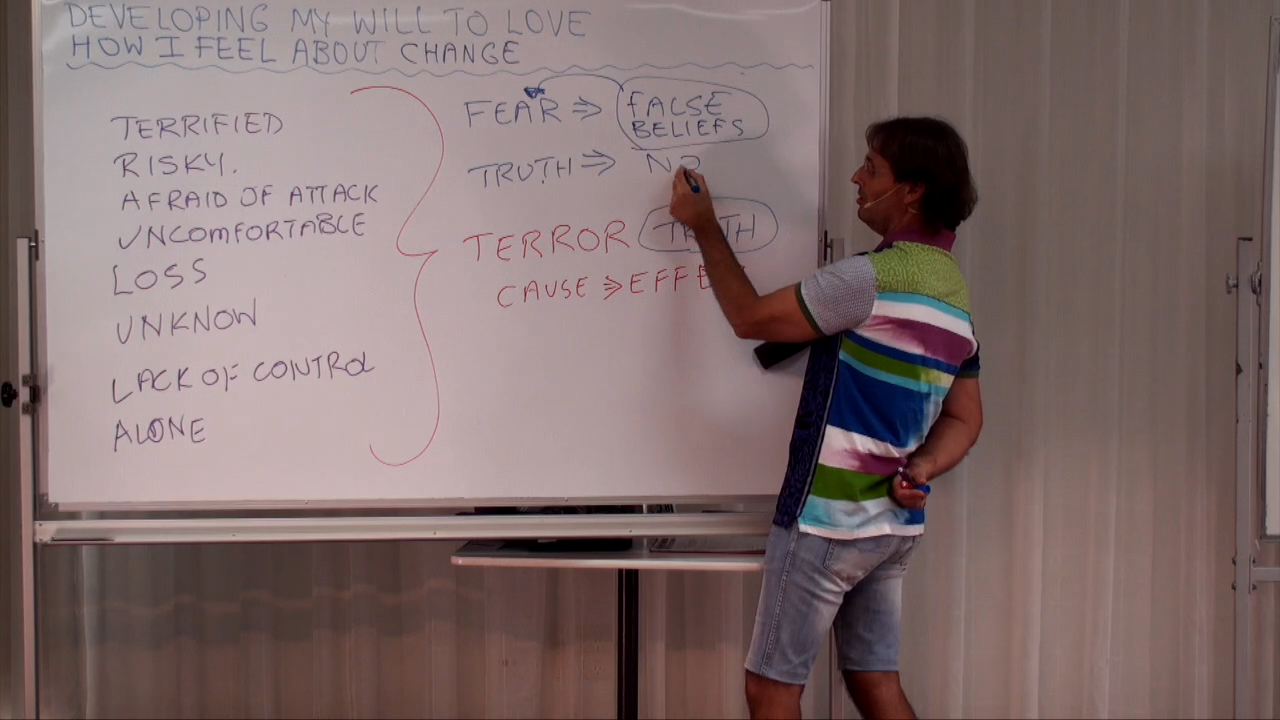 DEVELOPING MY WILL TO LOVE
HOW I FEEL ABOUT CHANGE
TERRIFIED
RISKY.
AFRAID OF ATTACK
UNCOMFORTABLE
LOSS
UNKNOW
LACK OF CONTROL
ALONE
FEAR ⇒ FALSE
BELIEFS
TRUTH ⇒ NO
TERROR TRUTH
CAUSE ⇒ EFFE